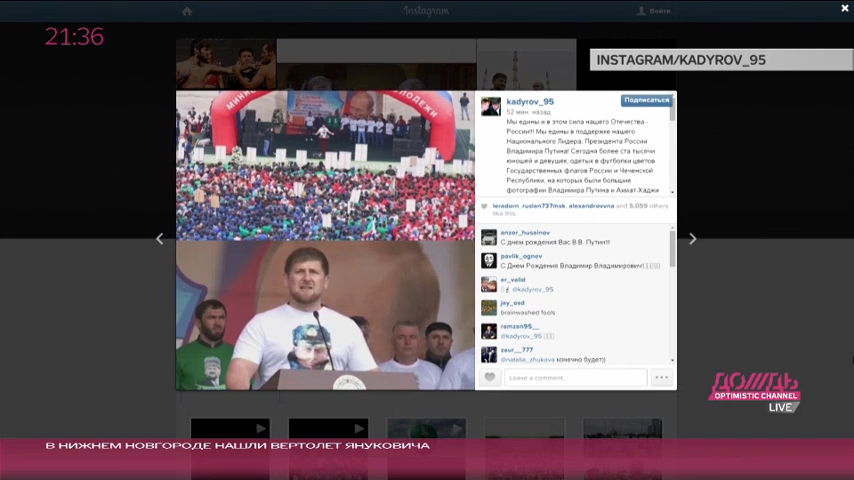 21:36
Instagram
Войти
INSTAGRAM/KADYROV_95
МОЛОДЕЖИ
kadyrov_95
Подписаться
52 мин. назад
Мы едины и в этом сила нашего Отечества -
России!! Мы едины в поддержке нашего
Национального Лидера, Президента России
Владимира Путина! Сегодня более ста тысячи
юношей и девушек, одетых в футболки цветов
Государственных флагов России и Чеченской
Республики, на которых были большие
фотографии Владимира Путина и Ахмат-Хаджи
leradorn, ruslan737msk, alexandrovvna and 5,059 others
like this.
anzor_husainov
С днем рождения Вас В.В. Путин!!
pavlik_ognev
С Днем Рождения Владимир Владимирович!
er_valid
@kadyrov_95
jay_osd
brainwashed fools
ramzan95__
@kadyrov_95
zaur__777
@natalia_zhukova конечно будет))
Leave a comment...
ДОЖДЬ
OPTIMISTIC CHANNEL
LIVE
В НИЖНЕМ НОВГОРОДЕ НАШЛИ ВЕРТОЛЕТ ЯНУКОВИЧА